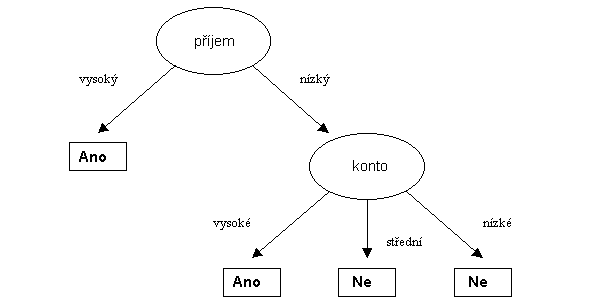 příjem
vysoký
nízký
Ano
konto
vysoké
střední
nízké
Ano
Ne
Ne